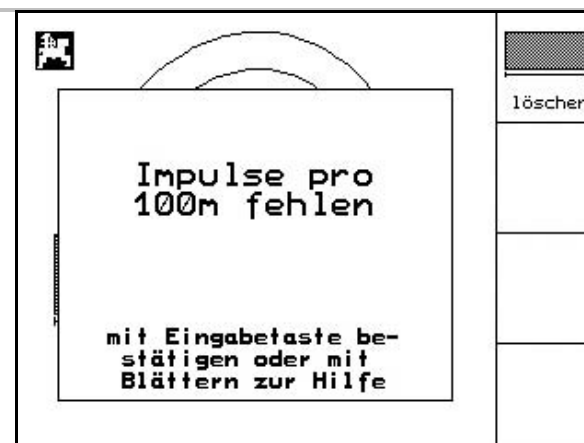 löschen
Impulse pro
100m fehlen
mit Eingabetaste be-
stätigen oder mit
Blättern zur Hilfe